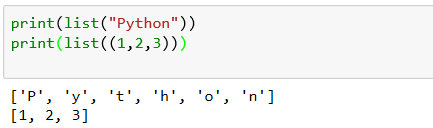 print(list("Python"))
print(list((1,2,3)))
['P', 'y', 't', 'h', 'o', 'n']
[1, 2, 3]